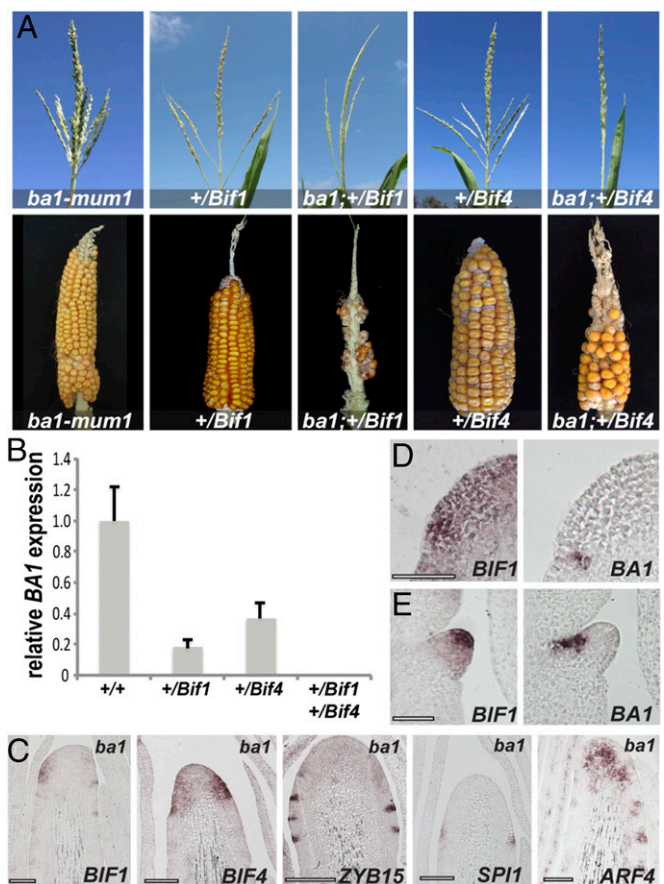 A
ba1-mum1 +/Bif1 ba1;+/Bif1 +/Bif4 ba1;+/Bif4
ba1-mum1 +/Bif1 ba1;+/Bif1 +/Bif4 ba1;+/Bif4
B
relative BA1 expression
1.4
1.2
1.0
0.8
0.6
0.4
0.2
0
+/+ +/Bif1 +/Bif4 +/Bif1
+/Bif4
D
BIF1 BA1
E
BIF1 BA1
C
ba1 ba1 ba1 ba1 ba1
BIF1 BIF4 ZYB15 SPI1 ARF4